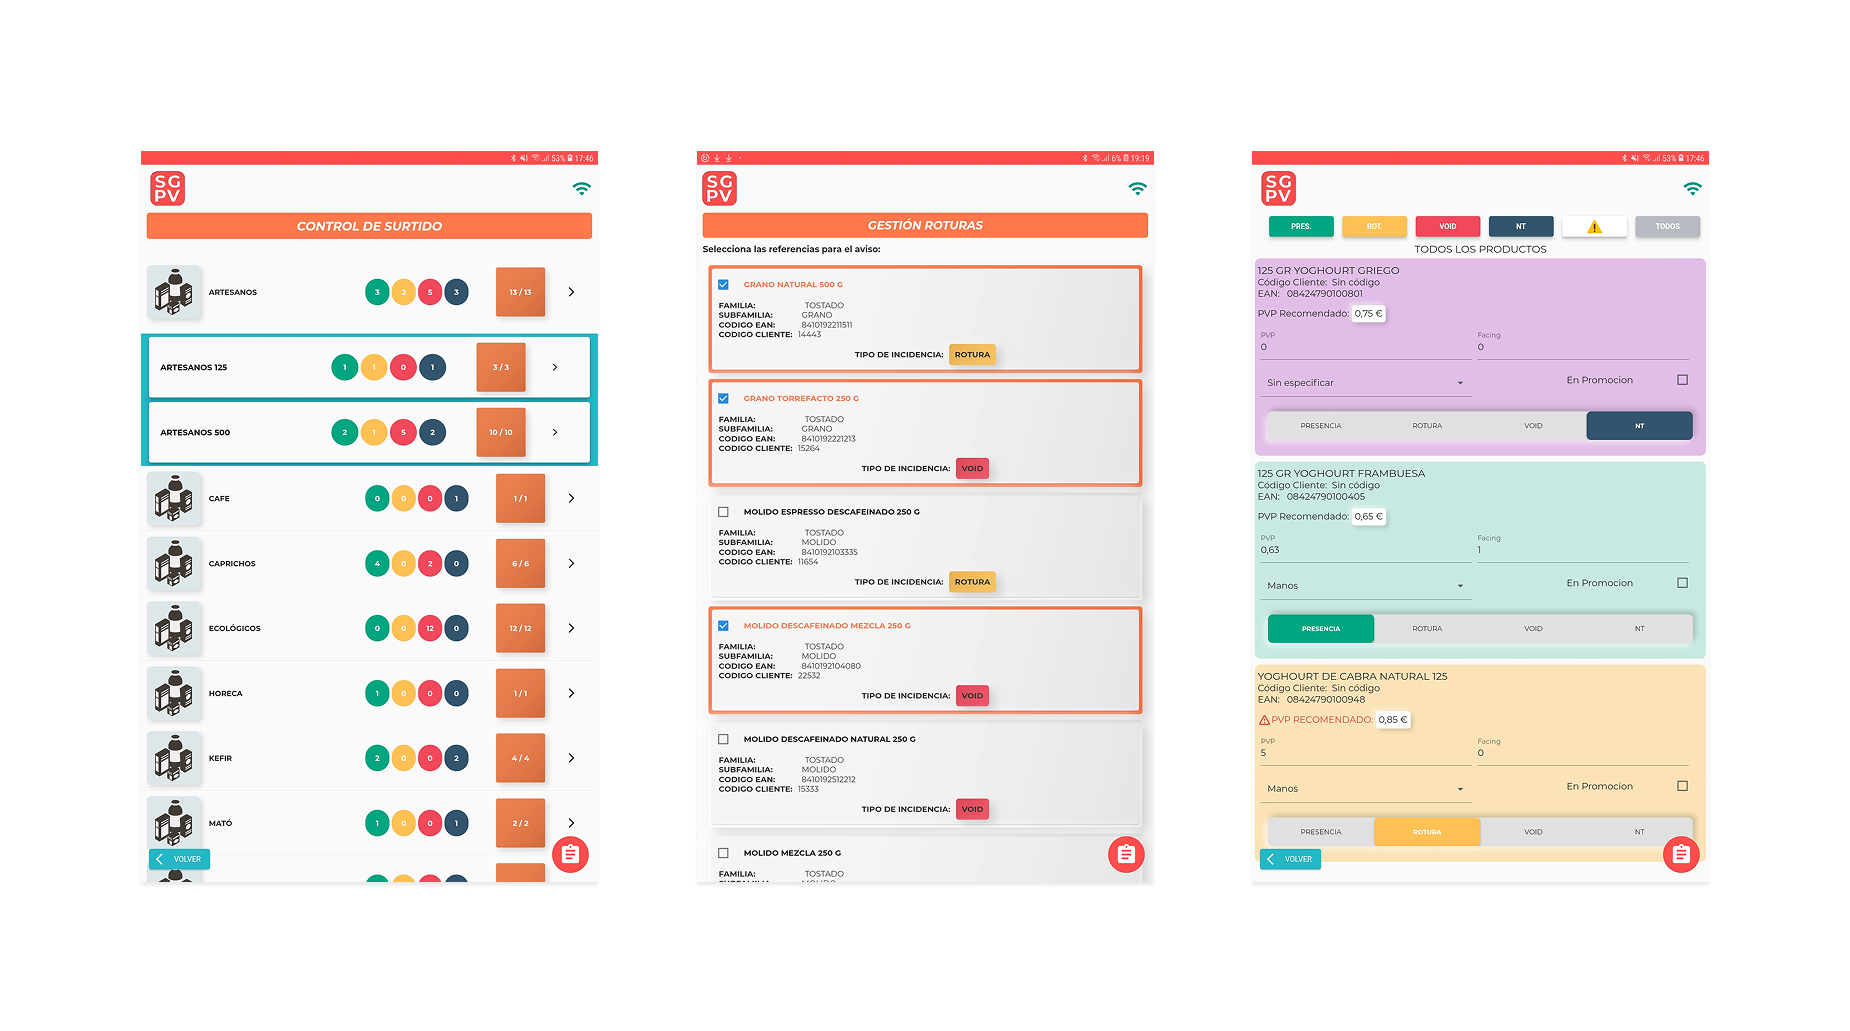 53% 17:46
SG
PV
CONTROL DE SURTIDO
ARTESANOS 3 2 5 3 13 / 13
ARTESANOS 125 1 1 0 1 3 / 3
ARTESANOS 500 2 1 5 2 10 / 10
CAFE 0 0 0 1 1 / 1
CAPRICHOS 4 0 2 0 6 / 6
ECOLÓGICOS 0 0 12 0 12 / 12
HORECA 1 0 0 0 1 / 1
KEFIR 2 0 0 2 4 / 4
MATÓ 1 0 0 1 2 / 2
VOLVER
6% 19:19
SG
PV
GESTIÓN ROTURAS
Selecciona las referencias para el aviso:
GRANO NATURAL 500 G
FAMILIA: TOSTADO
SUBFAMILIA: GRANO
CODIGO EAN: 8410192211511
CODIGO CLIENTE: 14443
TIPO DE INCIDENCIA: ROTURA
GRANO TORREFACTO 250 G
FAMILIA: TOSTADO
SUBFAMILIA: GRANO
CODIGO EAN: 8410192221213
CODIGO CLIENTE: 15264
TIPO DE INCIDENCIA: VOID
MOLIDO ESPRESSO DESCAFEINADO 250 G
FAMILIA: TOSTADO
SUBFAMILIA: MOLIDO
CODIGO EAN: 8410192103335
CODIGO CLIENTE: 11654
TIPO DE INCIDENCIA: ROTURA
MOLIDO DESCAFEINADO MEZCLA 250 G
FAMILIA: TOSTADO
SUBFAMILIA: MOLIDO
CODIGO EAN: 8410192104080
CODIGO CLIENTE: 22532
TIPO DE INCIDENCIA: VOID
MOLIDO DESCAFEINADO NATURAL 250 G
FAMILIA: TOSTADO
SUBFAMILIA: MOLIDO
CODIGO EAN: 8410192512212
CODIGO CLIENTE: 15333
TIPO DE INCIDENCIA: VOID
MOLIDO MEZCLA 250 G
FAMILIA: TOSTADO
SUBFAMILIA: MOLIDO
53% 17:46
SG
PV
PRES. ROT. VOID NT TODOS
TODOS LOS PRODUCTOS
125 GR YOGHOURT GRIEGO
Código Cliente: Sin código
EAN: 08424790100801
PVP Recomendado: 0,75 €
PVP Facing
0 0
Sin especificar En Promocion
PRESENCIA ROTURA VOID NT
125 GR YOGHOURT FRAMBUESA
Código Cliente: Sin código
EAN: 08424790100405
PVP Recomendado: 0,65 €
PVP Facing
0,63 1
Manos En Promocion
PRESENCIA ROTURA VOID NT
YOGHOURT DE CABRA NATURAL 125
Código Cliente: Sin código
EAN: 08424790100948
PVP RECOMENDADO: 0,85 €
PVP Facing
5 0
Manos En Promocion
PRESENCIA ROTURA VOID NT
VOLVER